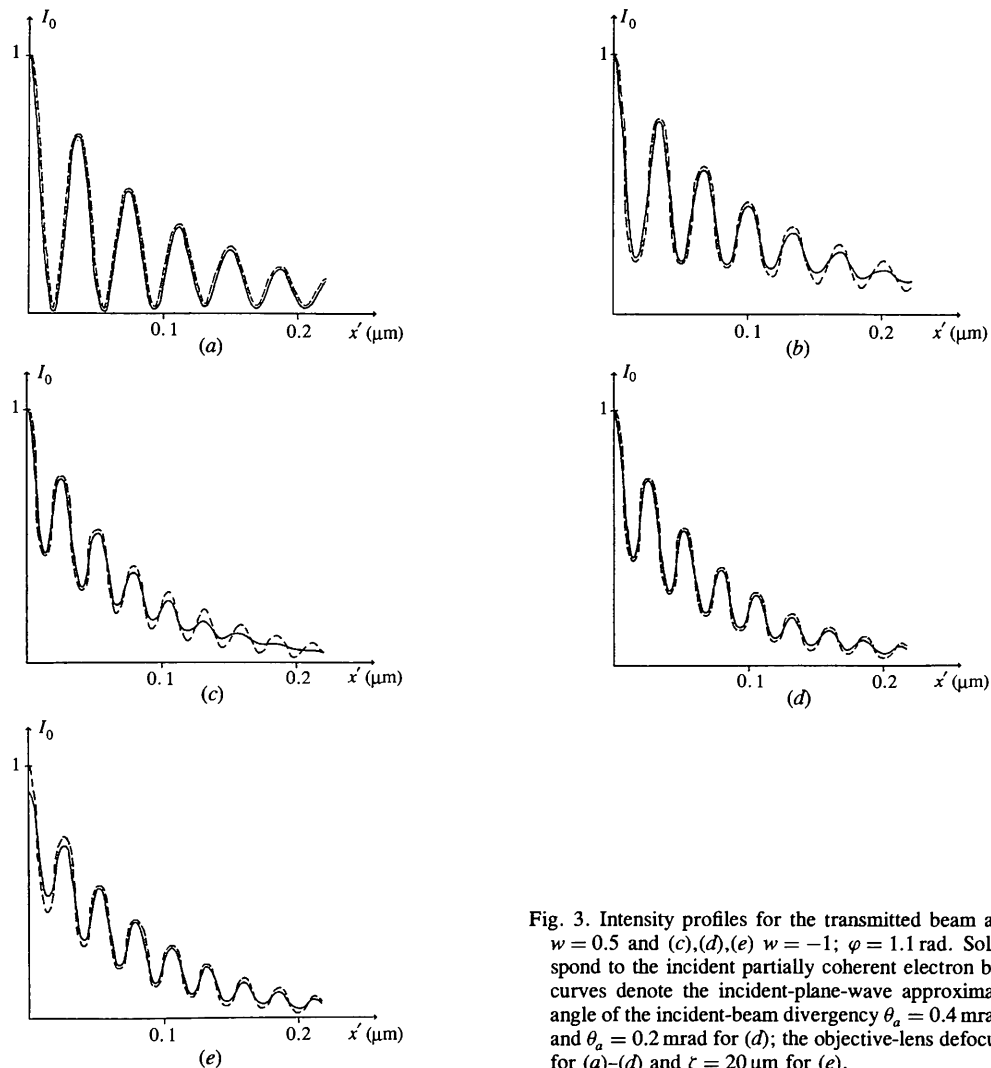 I₀
1
0.1
0.2
x′ (μm)
(a)
I₀
1
0.1
0.2
x′ (μm)
(b)
I₀
1
0.1
0.2
x′ (μm)
(c)
I₀
1
0.1
0.2
x′ (μm)
(d)
I₀
1
0.1
0.2
x′ (μm)
(e)
Fig. 3. Intensity profiles for the transmitted beam a
w = 0.5 and (c),(d),(e) w = −1; φ = 1.1 rad. Sol
spond to the incident partially coherent electron b
curves denote the incident-plane-wave approxima
angle of the incident-beam divergency θₐ = 0.4 mra
and θₐ = 0.2 mrad for (d); the objective-lens defocu
for (a)–(d) and ζ = 20 μm for (e).